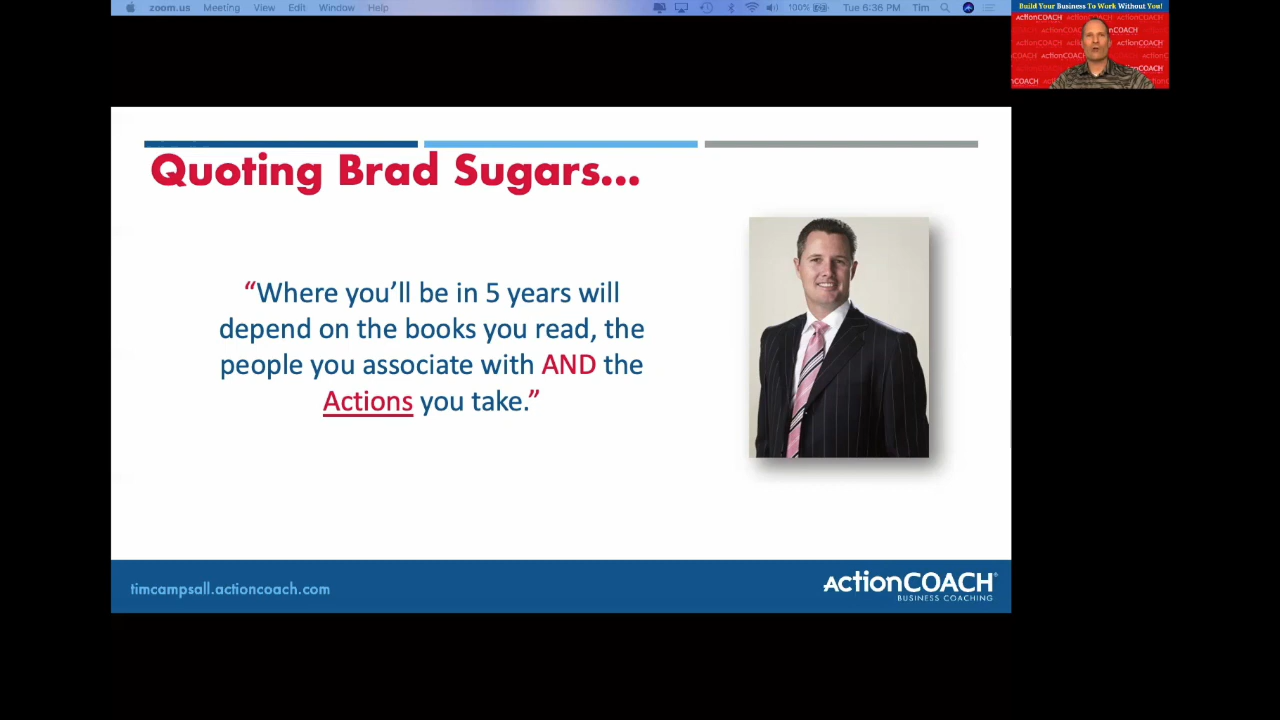 zoom.us Meeting View Edit Window Help 100% Tue 6:36 PM Tim
Build Your Business To Work Without You!
ActionCOACH
ActionCOACH
ActionCOACH
Quoting Brad Sugars...
“Where you’ll be in 5 years will
depend on the books you read, the
people you associate with AND the
Actions you take.”
timcampsall.actioncoach.com
ActionCOACH®
BUSINESS COACHING